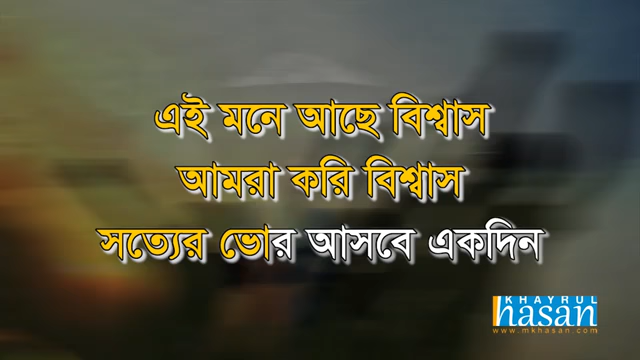 এই মনে আছে বিশ্বাস
আমরা করি বিশ্বাস
সত্যের ভোর আসবে একদিন
KHAYRUL
hasan
www.mkhasan.com